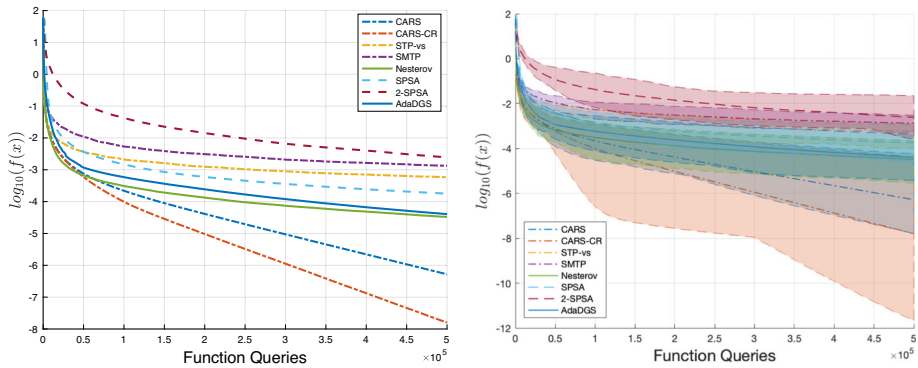 2
1
0
-1
-2
-3
-4
-5
-6
-7
-8
log10(f(x))
0 0.5 1 1.5 2 2.5 3 3.5 4 4.5 5
×10^5
Function Queries
CARS
CARS-CR
STP-vs
SMTP
Nesterov
SPSA
2-SPSA
AdaDGS
2
0
-2
-4
-6
-8
-10
-12
log10(f(x))
0 0.5 1 1.5 2 2.5 3 3.5 4 4.5 5
×10^5
Function Queries
CARS
CARS-CR
STP-vs
SMTP
Nesterov
SPSA
2-SPSA
AdaDGS